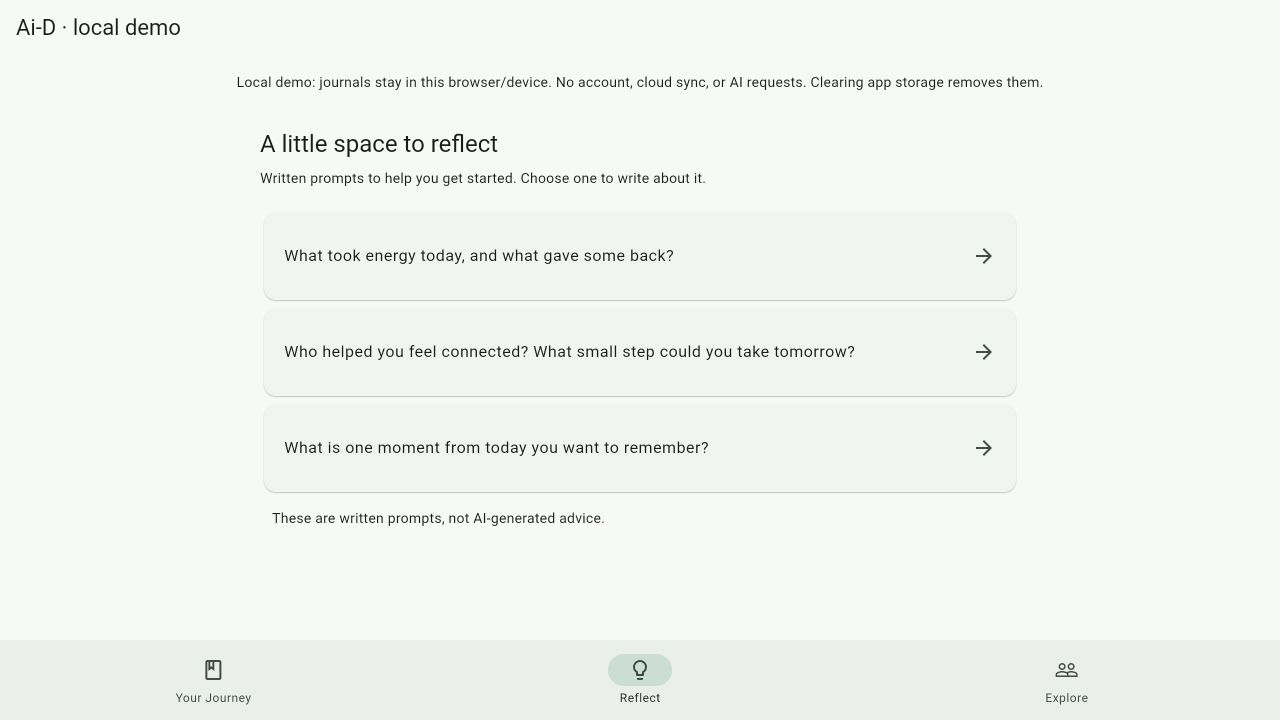 Ai-D · local demo
Local demo: journals stay in this browser/device. No account, cloud sync, or AI requests. Clearing app storage removes them.
A little space to reflect
Written prompts to help you get started. Choose one to write about it.
What took energy today, and what gave some back?
Who helped you feel connected? What small step could you take tomorrow?
What is one moment from today you want to remember?
These are written prompts, not AI-generated advice.
Your Journey
Reflect
Explore